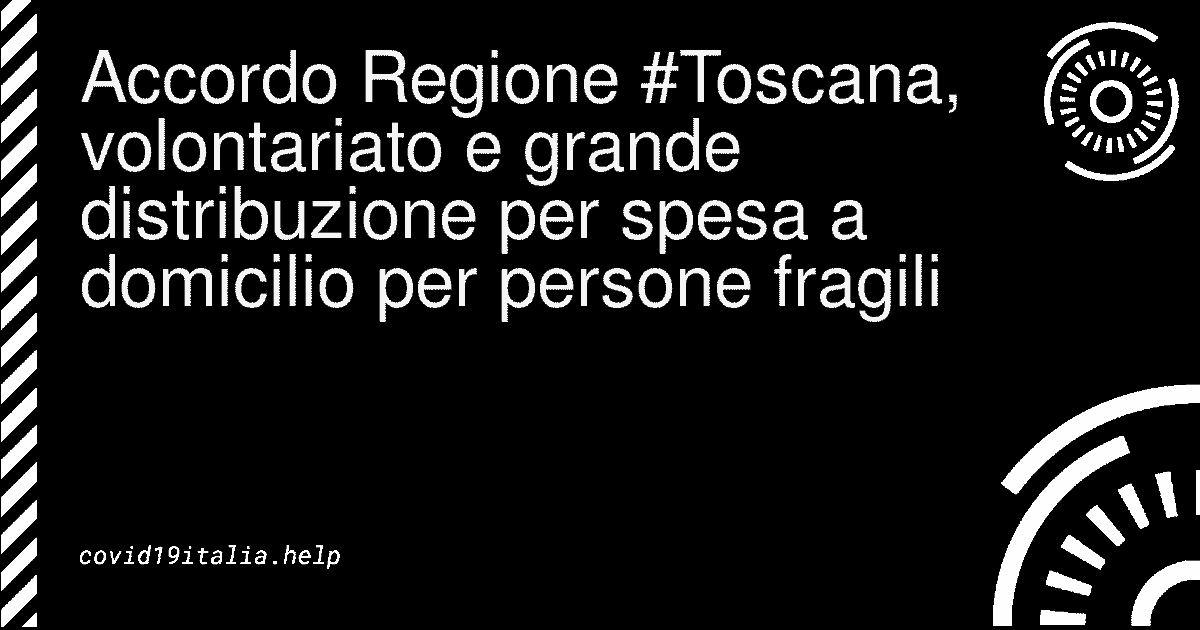 Accordo Regione #Toscana,
volontariato e grande
distribuzione per spesa a
domicilio per persone fragili
covid19italia.help